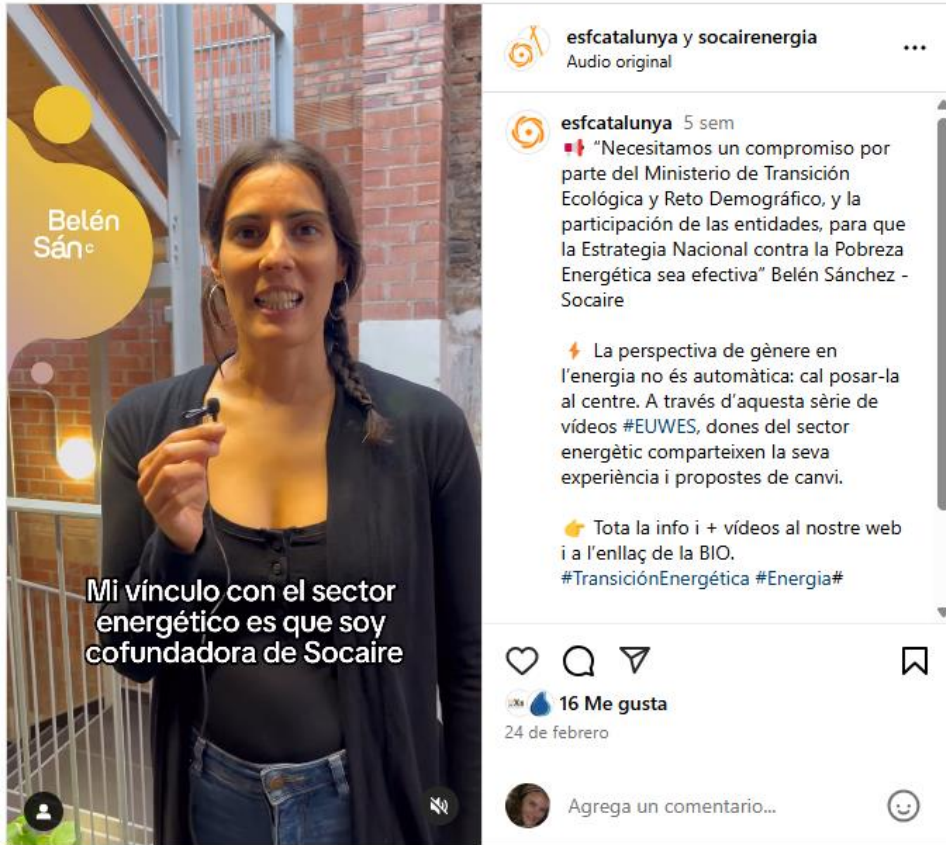 Belén
Sánc
Mi vínculo con el sector
energético es que soy
cofundadora de Socaire
esfcatalunya y socairenergia
Audio original
esfcatalunya 5 sem
“Necesitamos un compromiso por
parte del Ministerio de Transición
Ecológica y Reto Demográfico, y la
participación de las entidades, para que
la Estrategia Nacional contra la Pobreza
Energética sea efectiva” Belén Sánchez -
Socaire
La perspectiva de gènere en
l’energia no és automàtica: cal posar-la
al centre. A través d’aquesta sèrie de
vídeos #EUWES, dones del sector
energètic comparteixen la seva
experiència i propostes de canvi.
Tota la info i + vídeos al nostre web
i a l’enllaç de la BIO.
#TransiciónEnergética #Energia#
16 Me gusta
24 de febrero
Agrega un comentario...